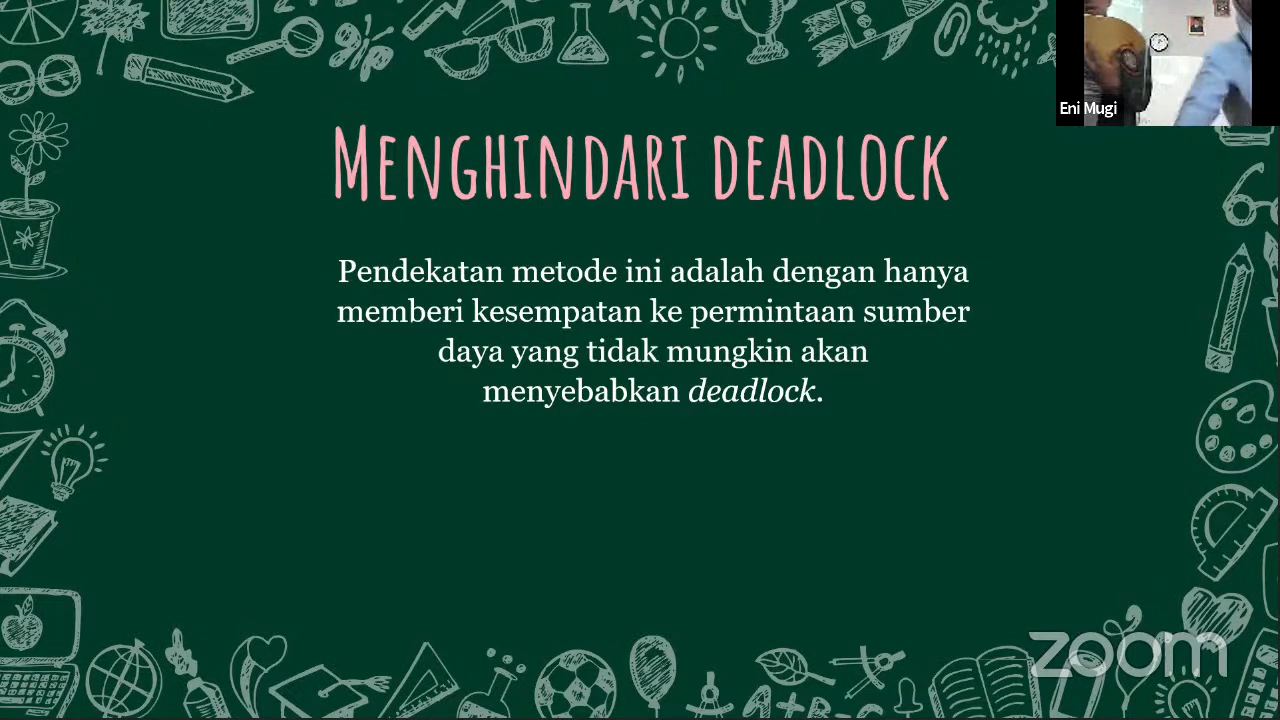 Eni Mugi
Menghindari deadlock
Pendekatan metode ini adalah dengan hanya
memberi kesempatan ke permintaan sumber
daya yang tidak mungkin akan
menyebabkan deadlock.
zoom